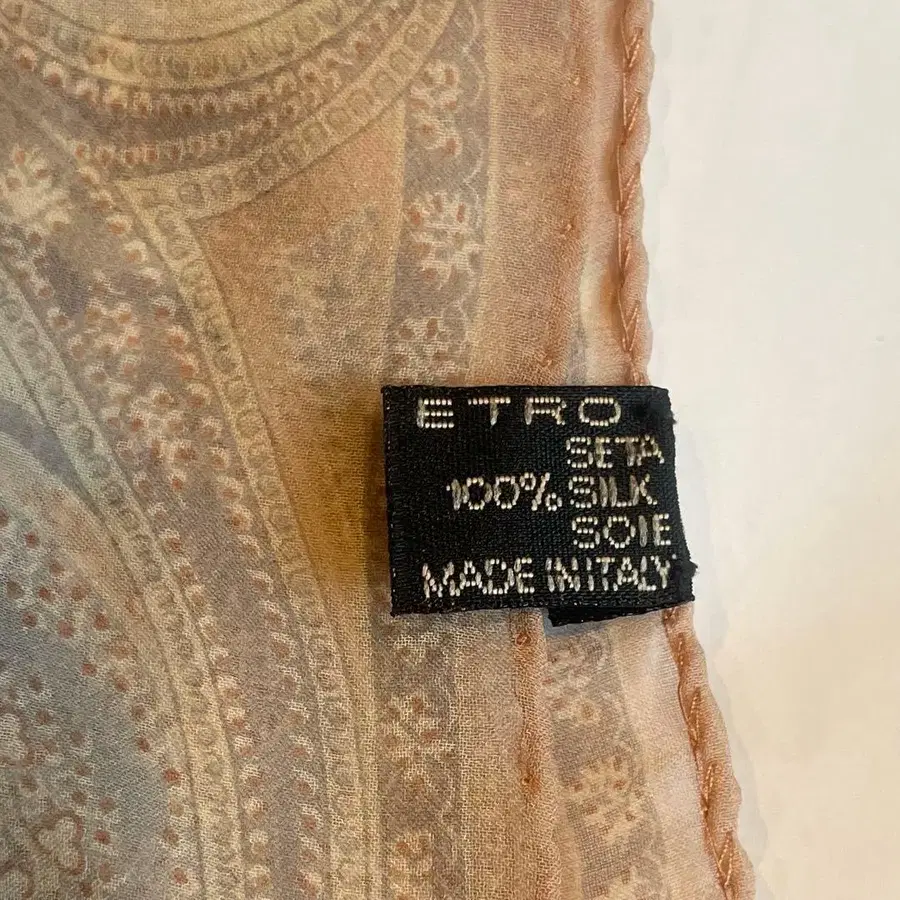 ETRO
SETA
100% SILK
SOIE
MADE IN ITALY